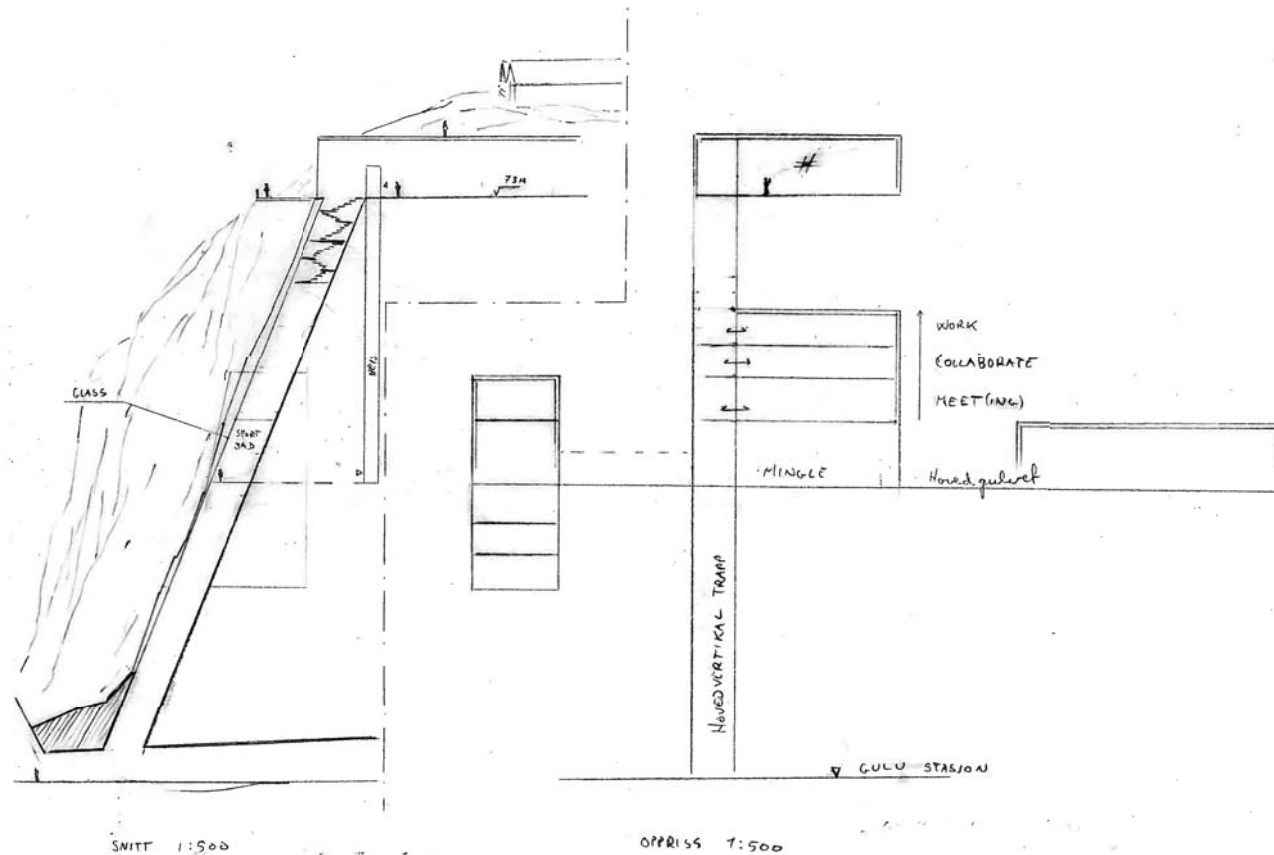 73M
GLASS
SPORT
BAD
HEIS
WORK
COLLABORATE
MEET(ING)
MINGLE
Hovedgulvet
HOVEDVERTIKAL TRAPP
GULV STASJON
SNITT 1:500
OPPRISS 1:500